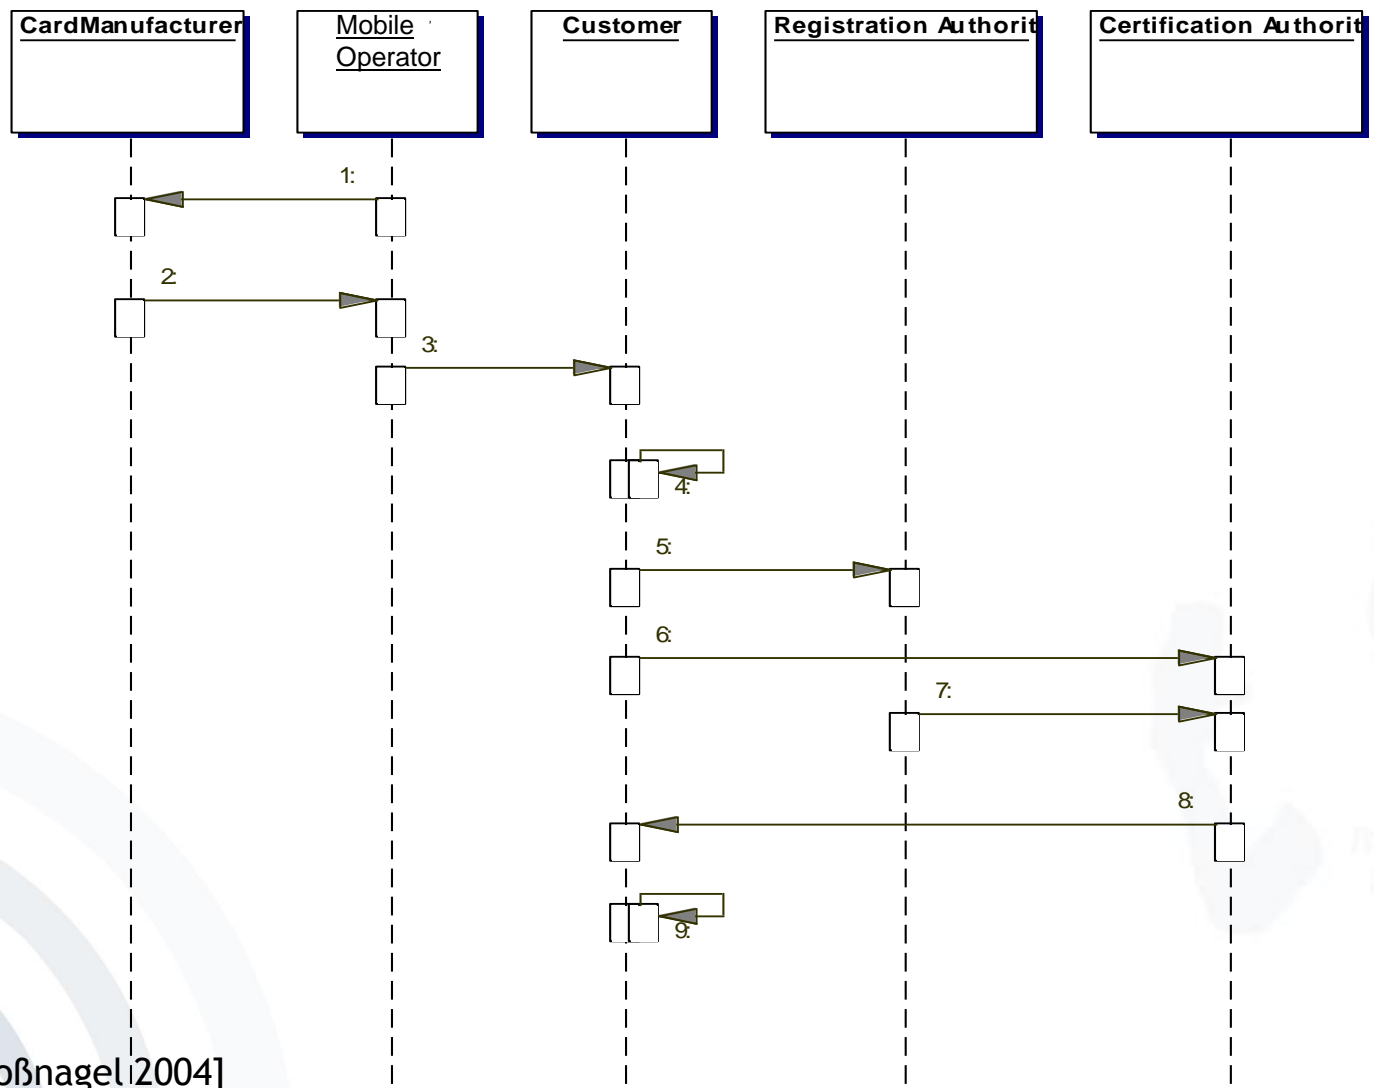 CardManufacturer
Mobile
Operator
Customer
Registration Authorit
Certification Authorit
1:
2:
3:
4:
5:
6:
7:
8:
9:
oßnagel 2004]